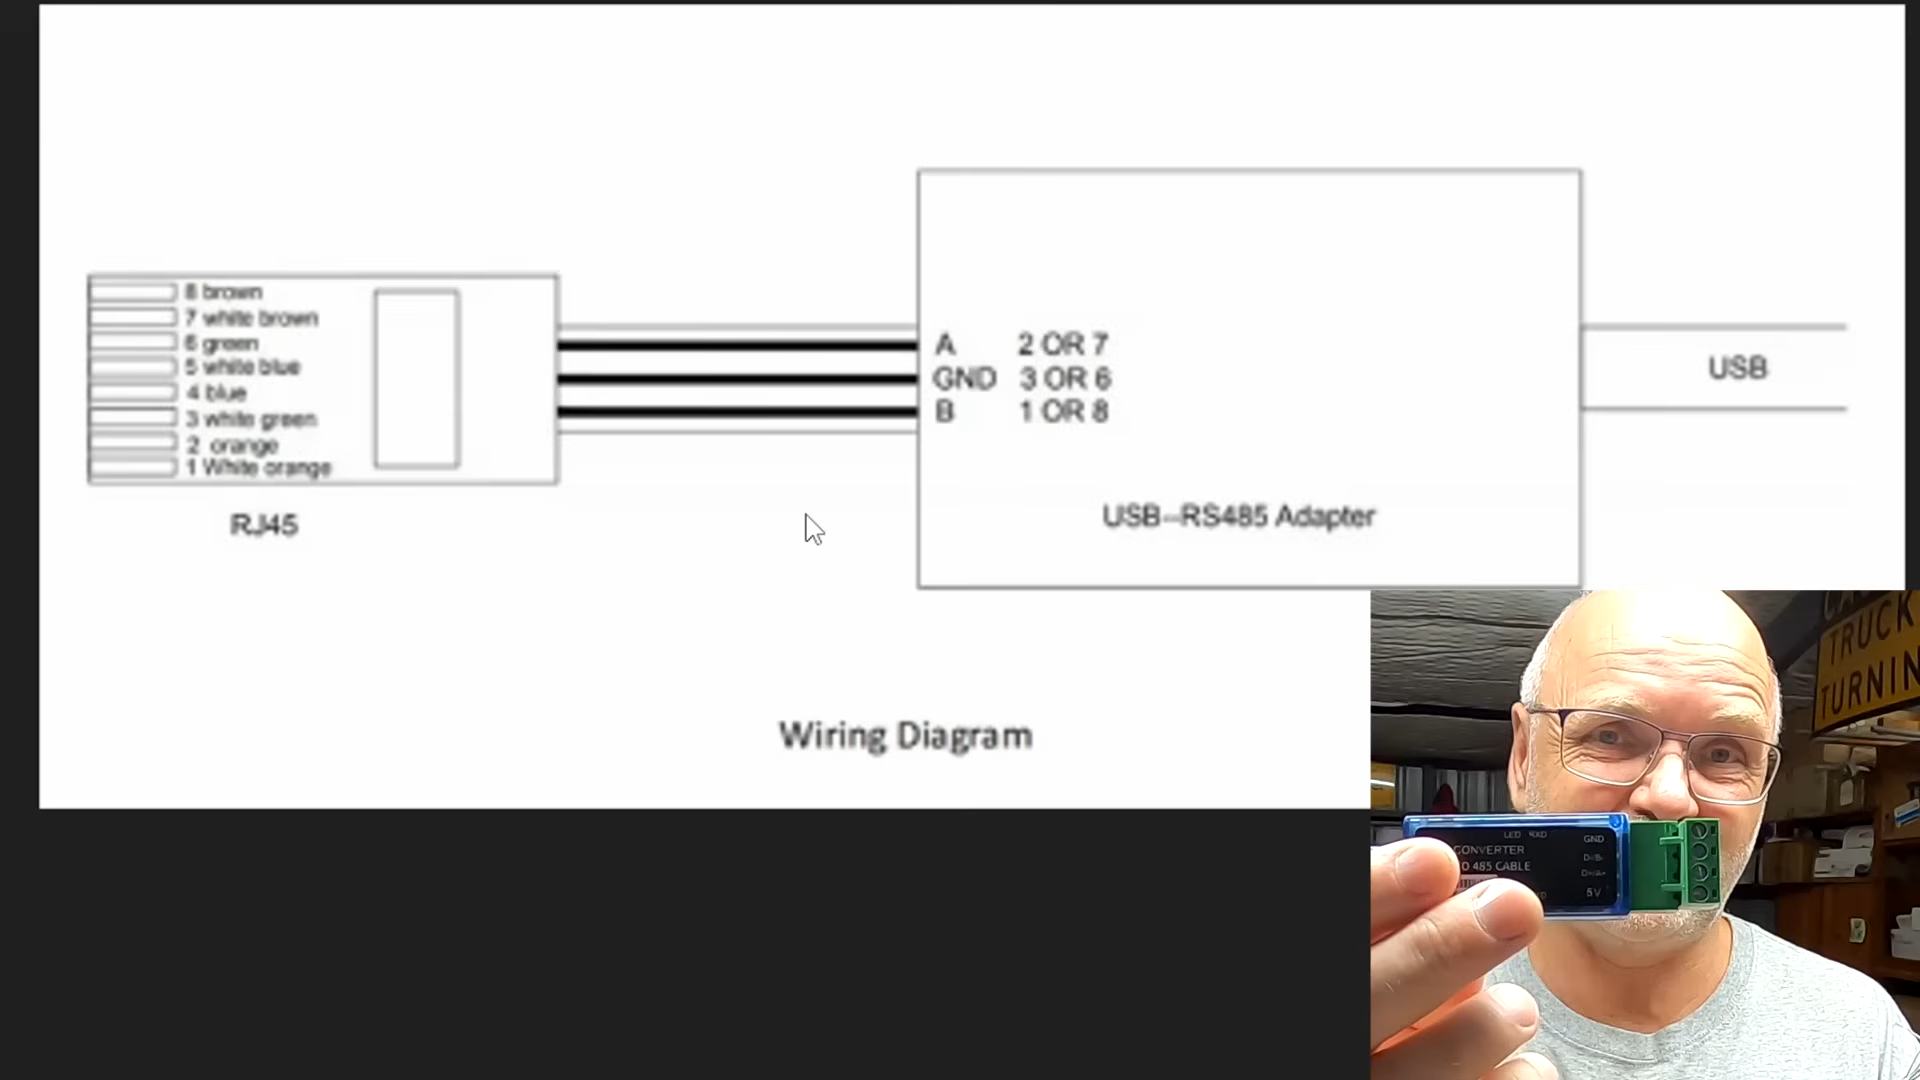 8 brown
7 white brown
6 green
5 white blue
4 blue
3 white green
2 orange
1 White orange
RJ45
A 2 OR 7
GND 3 OR 6
B 1 OR 8
USB--RS485 Adapter
USB
Wiring Diagram
TRUCK
TURNIN
LED RXD
GND
CONVERTER
O 485 CABLE
5V